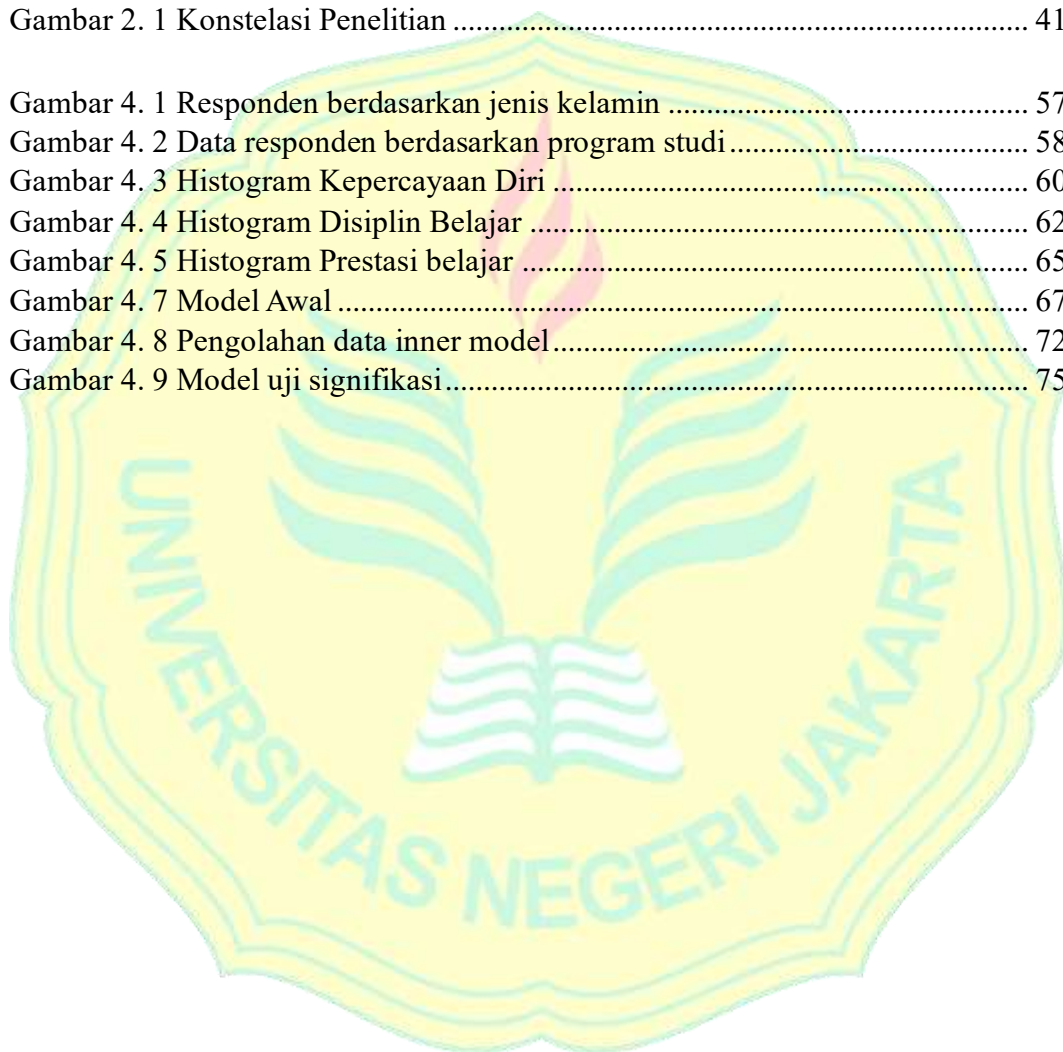 Gambar 2. 1 Konstelasi Penelitian ........................................................................................ 41
Gambar 4. 1 Responden berdasarkan jenis kelamin ...................................................... 57
Gambar 4. 2 Data responden berdasarkan program studi............................................. 58
Gambar 4. 3 Histogram Kepercayaan Diri ......................................................................... 60
Gambar 4. 4 Histogram Disiplin Belajar ............................................................................. 62
Gambar 4. 5 Histogram Prestasi belajar .............................................................................. 65
Gambar 4. 7 Model Awal........................................................................................................... 67
Gambar 4. 8 Pengolahan data inner model......................................................................... 72
Gambar 4. 9 Model uji signifikasi.......................................................................................... 75
UNIVERSITAS NEGERI JAKARTA